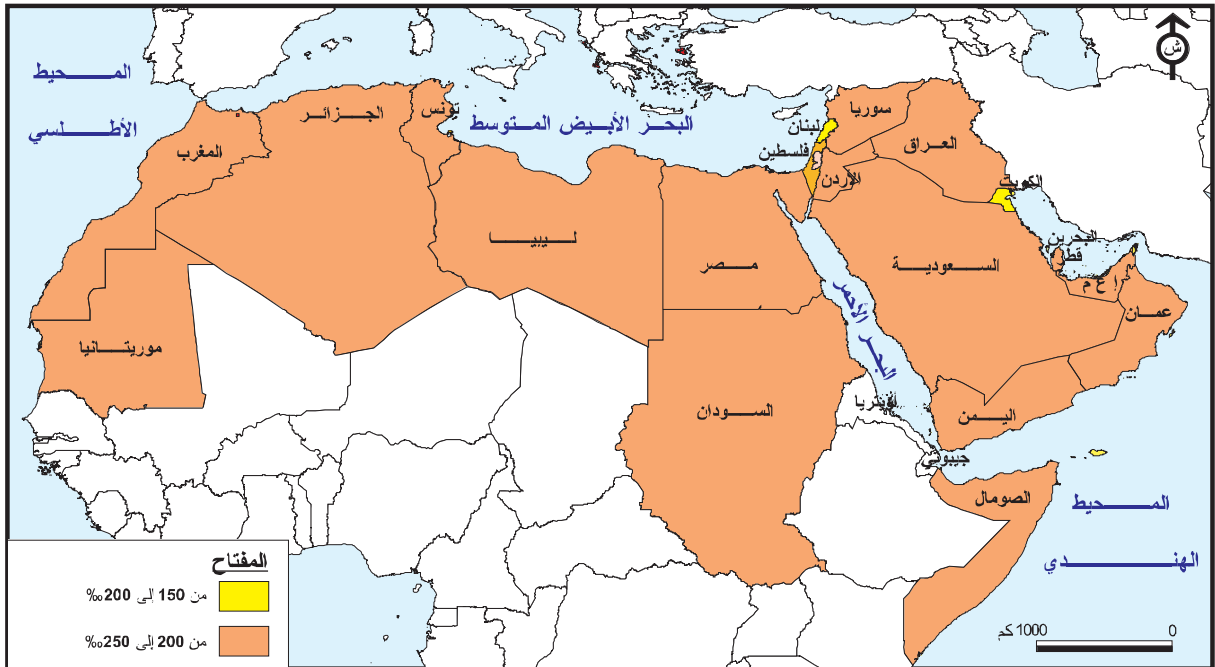 ش
المحيط
الأطلسي
البحر الأبيض المتوسط
تونس
الجزائر
المغرب
سوريا
لبنان
فلسطين
العراق
الأردن
الكويت
ليبيا
مصر
السعودية
البحرين
قطر
إ ع م
عمان
البحر الأحمر
موريتانيا
السودان
إريتريا
اليمن
جيبوتي
الصومال
المحيط
الهندي
المفتاح
من 150 إلى 200‰
من 200 إلى 250‰
1000 كم
0